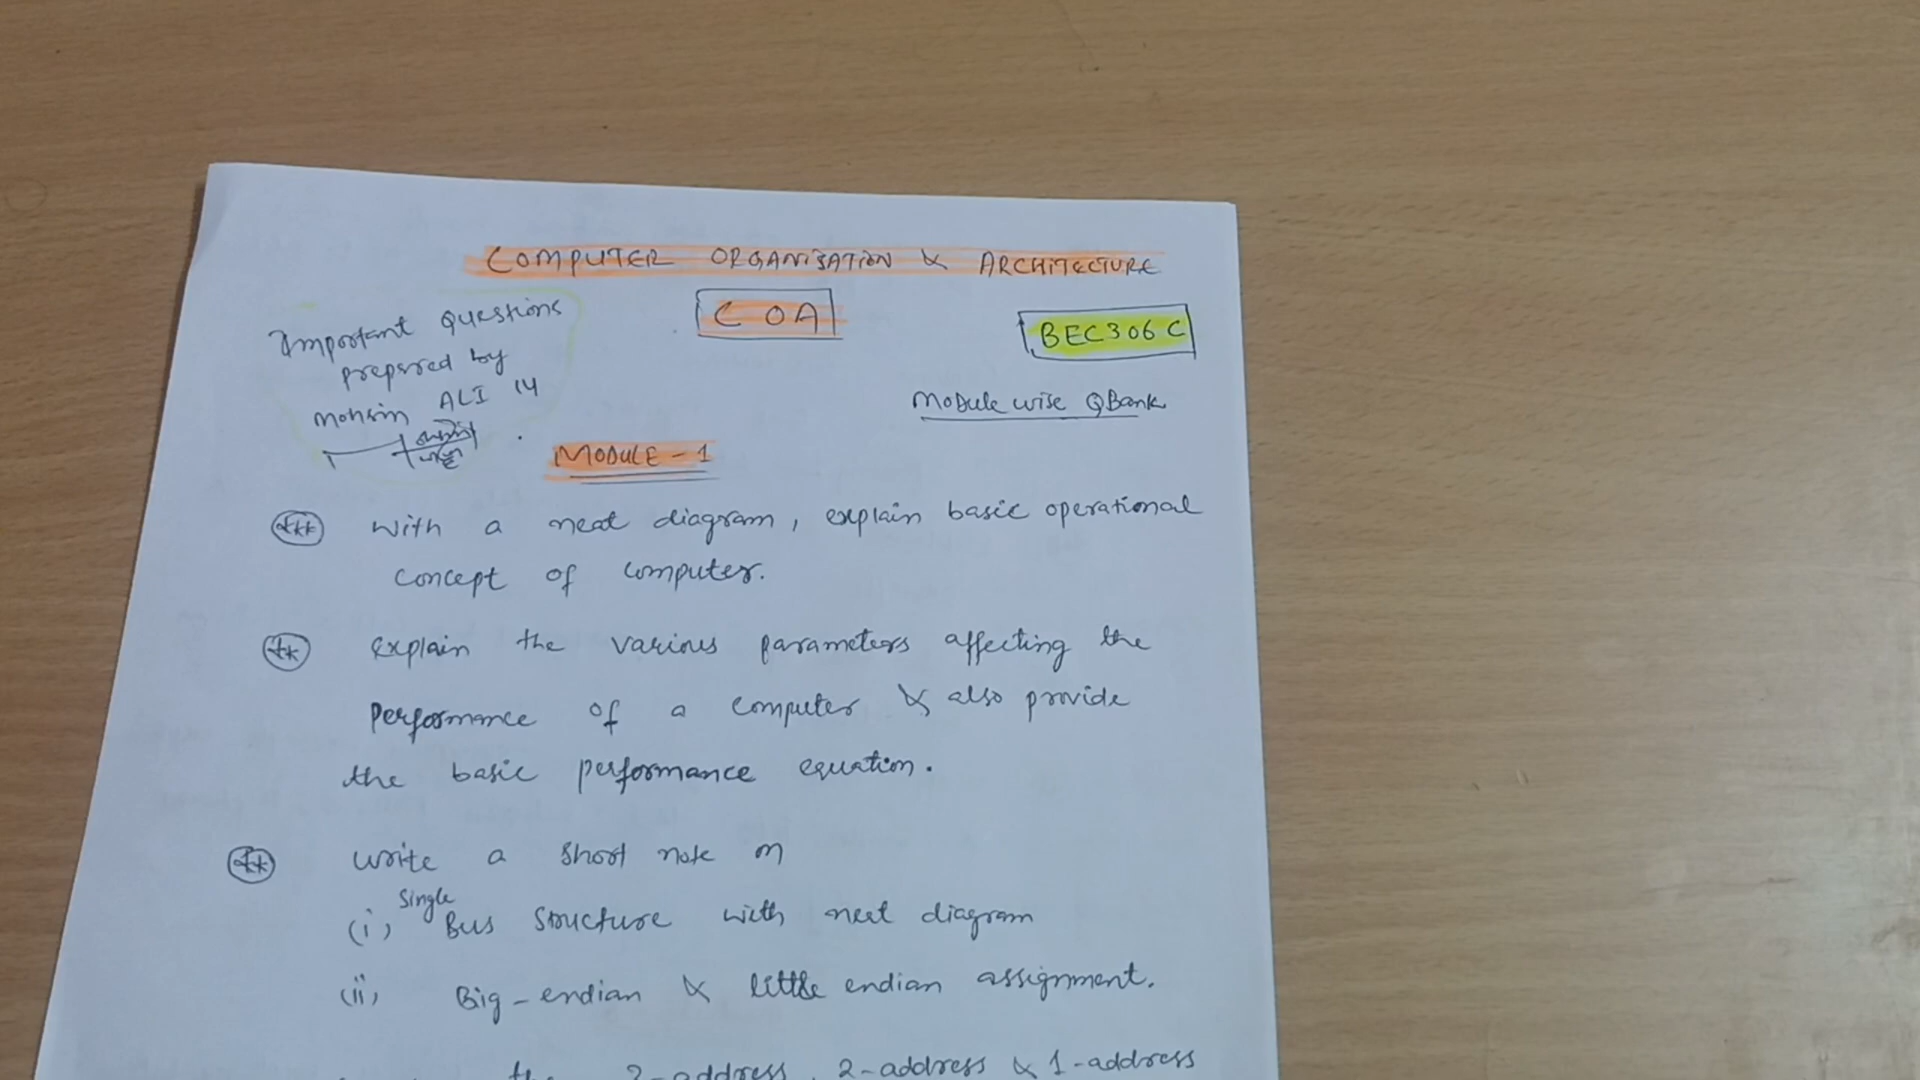 COMPUTER ORGANISATION & ARCHITECTURE
COA
BEC306C
Important Questions
prepared by
Mohsin ALI
Module wise QBank
MODULE - 1
*** With a neat diagram, explain basic operational
concept of computer.
** Explain the various parameters affecting the
performance of a computer & also provide
the basic performance equation.
** Write a short note on
(i) Single Bus structure with neat diagram
(ii) Big-endian & little endian assignment.
the 3-address, 2-address & 1-address